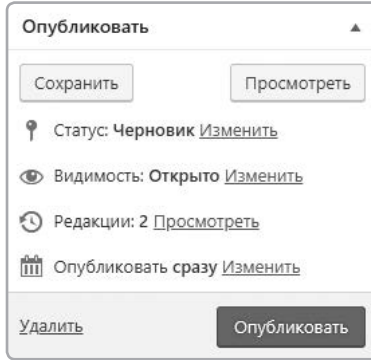 Опубликовать
Сохранить Просмотреть
Статус: Черновик Изменить
Видимость: Открыто Изменить
Редакции: 2 Просмотреть
Опубликовать сразу Изменить
Удалить Опубликовать